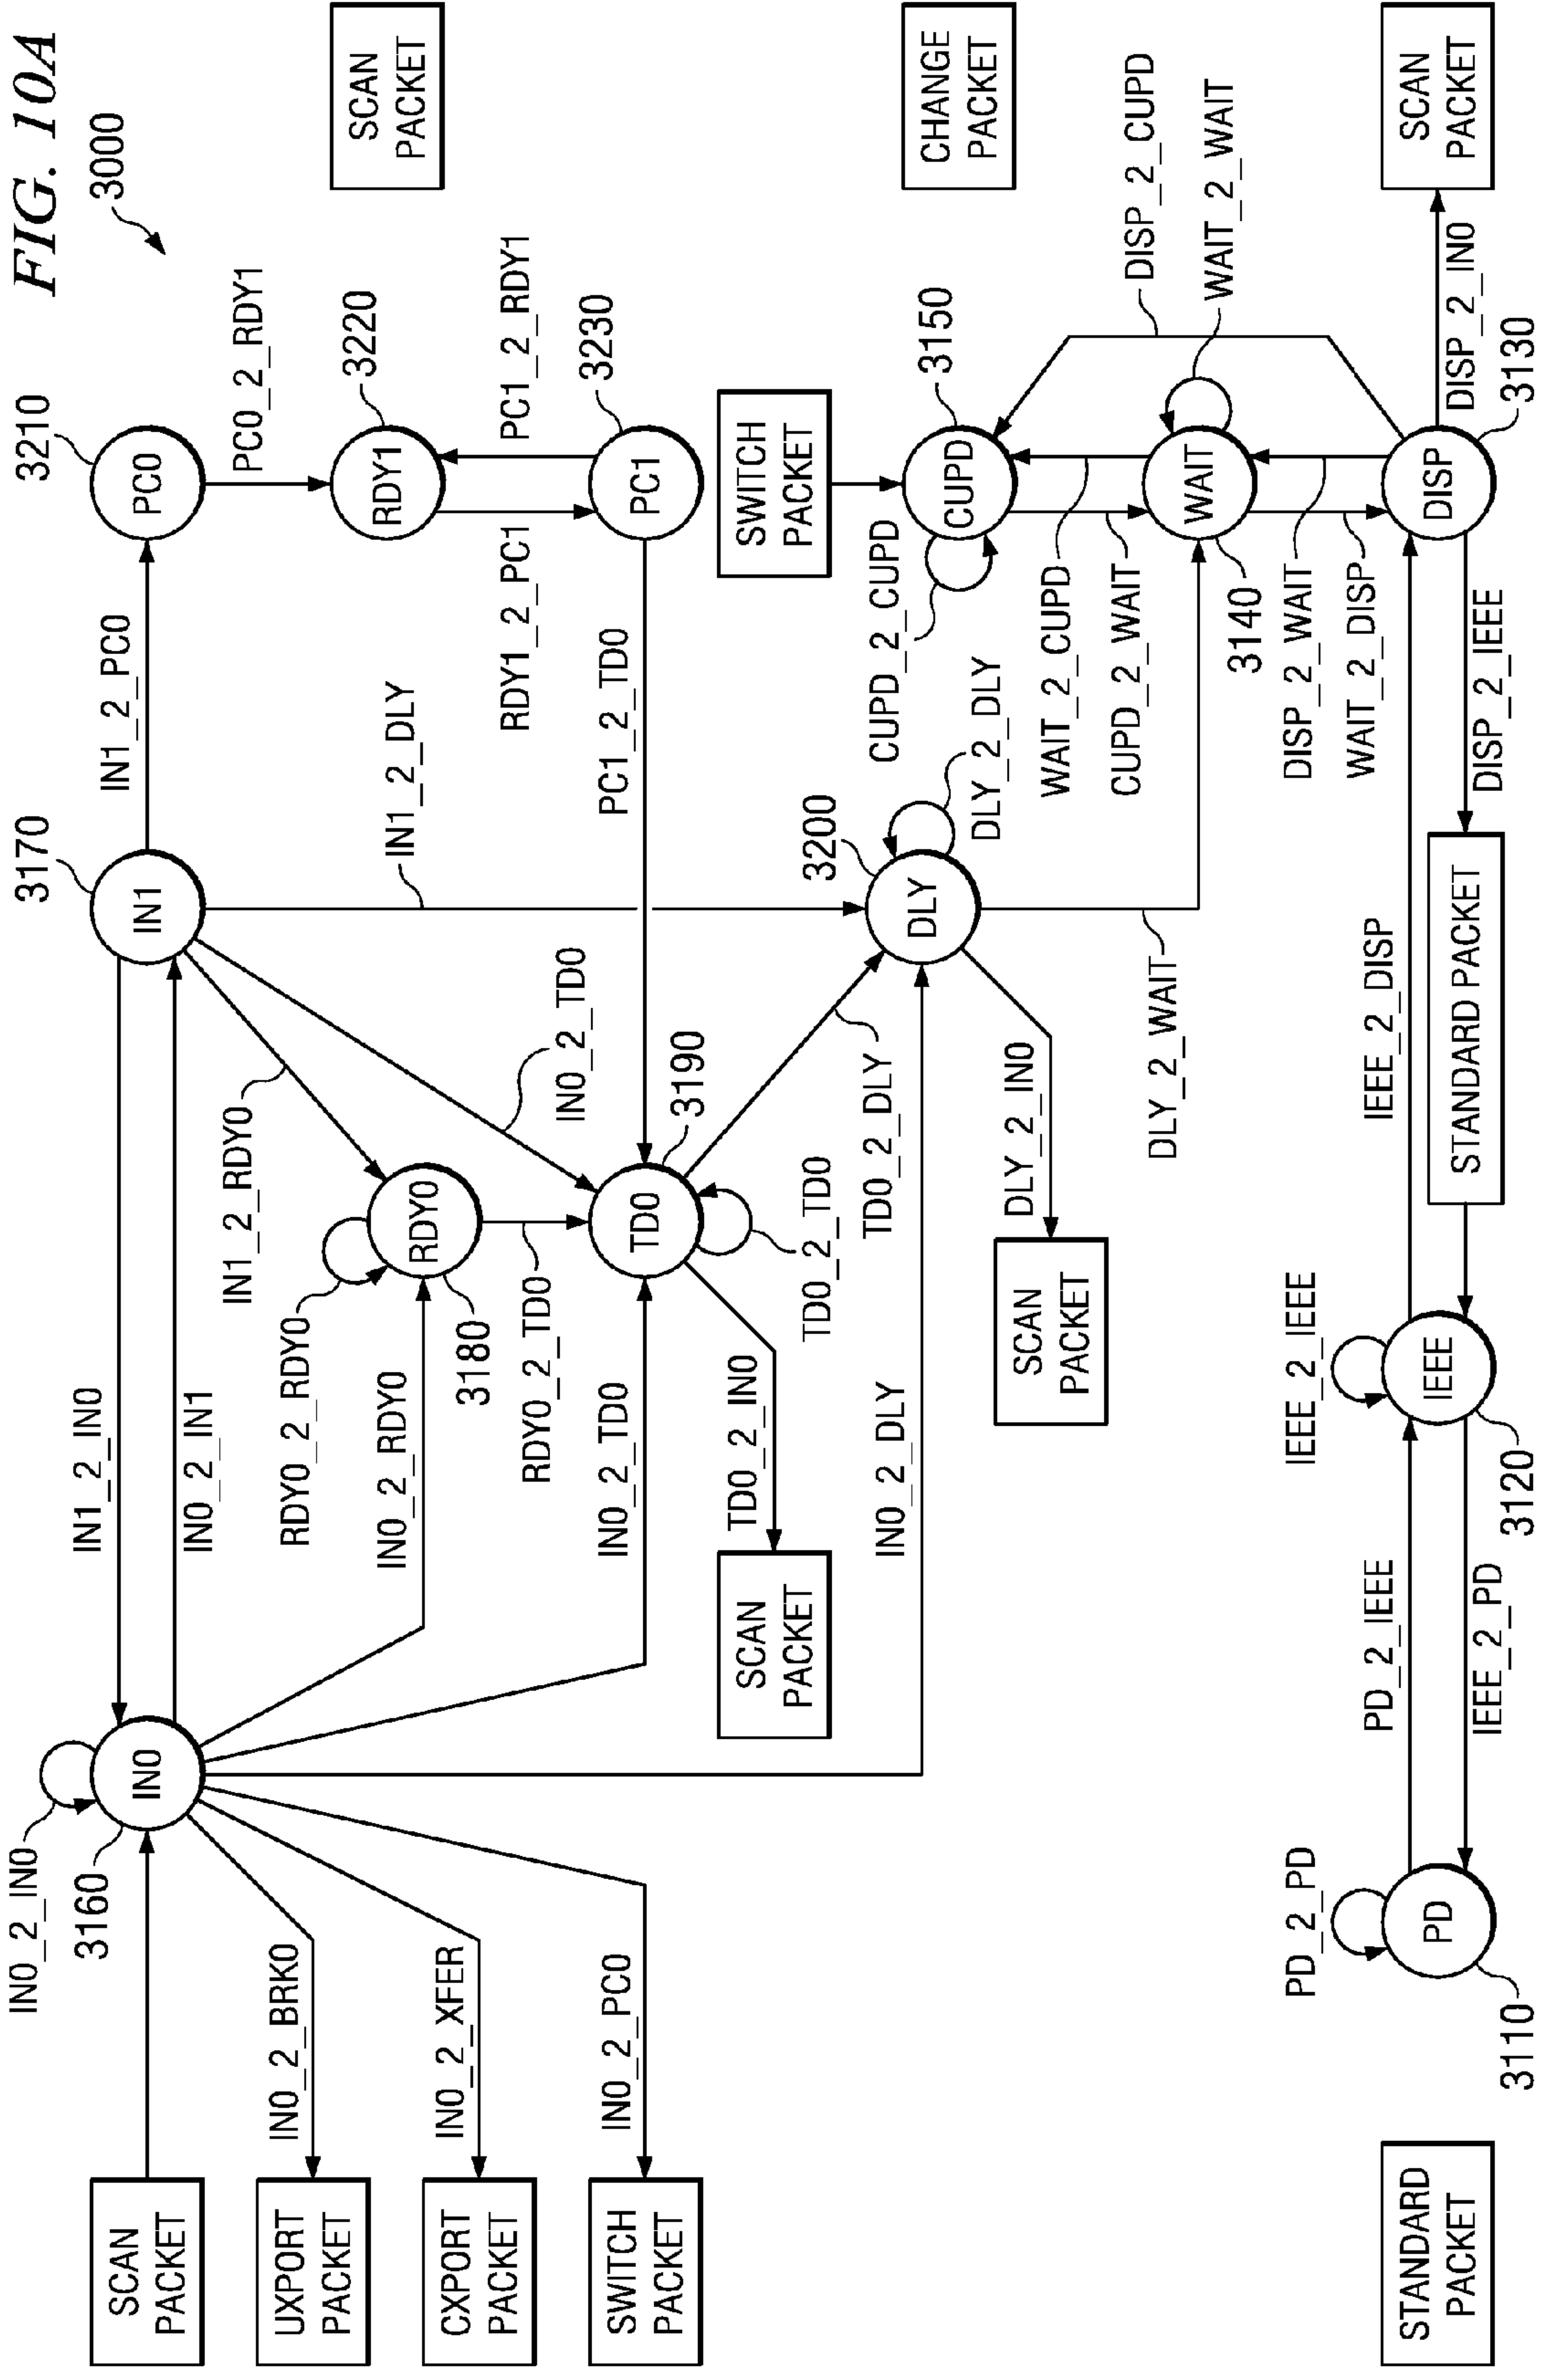 FIG. 10A
3000
SCAN
PACKET
UXPORT
PACKET
CXPORT
PACKET
SWITCH
PACKET
IN0_2_IN0
3160
IN0
IN0_2_BRK0
IN0_2_XFER
IN0_2_PC0
IN1_2_IN0
IN0_2_IN1
IN1_2_RDY0
RDY0_2_RDY0
IN0_2_RDY0
3180
RDY0
RDY0_2_TD0
IN0_2_TD0
TD0_2_IN0
SCAN
PACKET
TD0
3190
TD0_2_TD0
IN0_2_TD0
TD0_2_DLY
IN0_2_DLY
3170
IN1
IN1_2_PC0
IN1_2_DLY
3210
PC0
PC0_2_RDY1
RDY1
3220
RDY1_2_PC1
PC1_2_RDY1
PC1
3230
PC1_2_TD0
SCAN
PACKET
3200
DLY
DLY_2_DLY
DLY_2_IN0
SCAN
PACKET
DLY_2_WAIT
SWITCH
PACKET
CUPD
3150
CHANGE
PACKET
CUPD_2_CUPD
WAIT_2_CUPD
CUPD_2_WAIT
3140
WAIT
WAIT_2_WAIT
DISP_2_CUPD
DISP_2_WAIT
WAIT_2_DISP
DISP
3130
DISP_2_IN0
SCAN
PACKET
DISP_2_IEEE
STANDARD PACKET
IEEE_2_DISP
IEEE_2_IEEE
IEEE
3120
PD_2_IEEE
IEEE_2_PD
PD_2_PD
PD
3110
STANDARD
PACKET